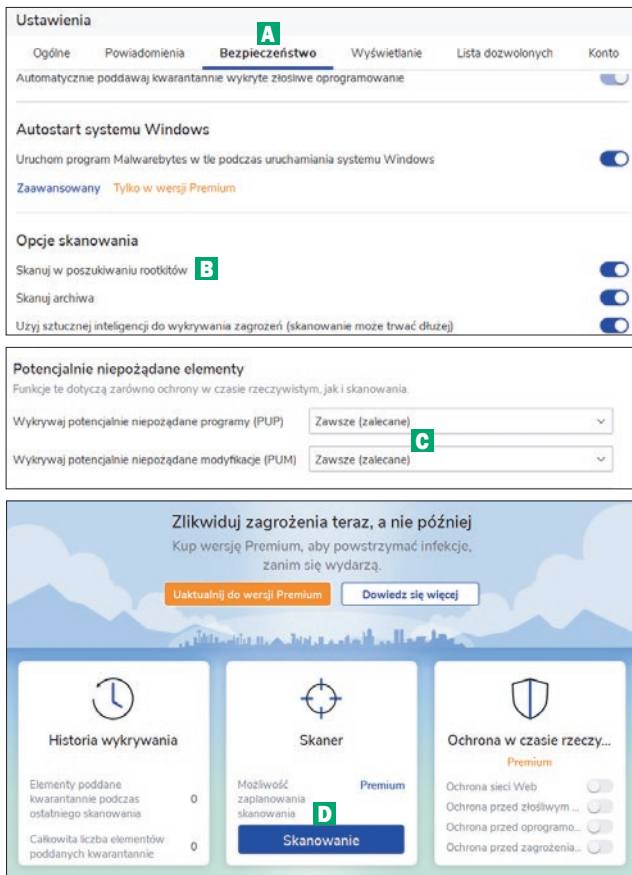 Ustawienia
A
Ogólne Powiadomienia Bezpieczeństwo Wyświetlanie Lista dozwolonych Konto
Automatycznie poddawaj kwarantannie wykryte złośliwe oprogramowanie
Autostart systemu Windows
Uruchom program Malwarebytes w tle podczas uruchamiania systemu Windows
Zaawansowany Tylko w wersji Premium
Opcje skanowania
Skanuj w poszukiwaniu rootkitów B
Skanuj archiwa
Użyj sztucznej inteligencji do wykrywania zagrożeń (skanowanie może trwać dłużej)
Potencjalnie niepożądane elementy
Funkcje te dotyczą zarówno ochrony w czasie rzeczywistym, jak i skanowania.
Wykrywaj potencjalnie niepożądane programy (PUP) Zawsze (zalecane)
C
Wykrywaj potencjalnie niepożądane modyfikacje (PUM) Zawsze (zalecane)
Zlikwiduj zagrożenia teraz, a nie później
Kup wersję Premium, aby powstrzymać infekcje,
zanim się wydarzą.
Uaktualnij do wersji Premium Dowiedz się więcej
Historia wykrywania
Elementy poddane
kwarantannie podczas
ostatniego skanowania 0
Całkowita liczba elementów
poddanych kwarantannie 0
Skaner
Możliwość
zaplanowania
skanowania Premium
D
Skanowanie
Ochrona w czasie rzeczy...
Premium
Ochrona sieci Web
Ochrona przed złośliwym ...
Ochrona przed oprogramo...
Ochrona przed zagrożenia...